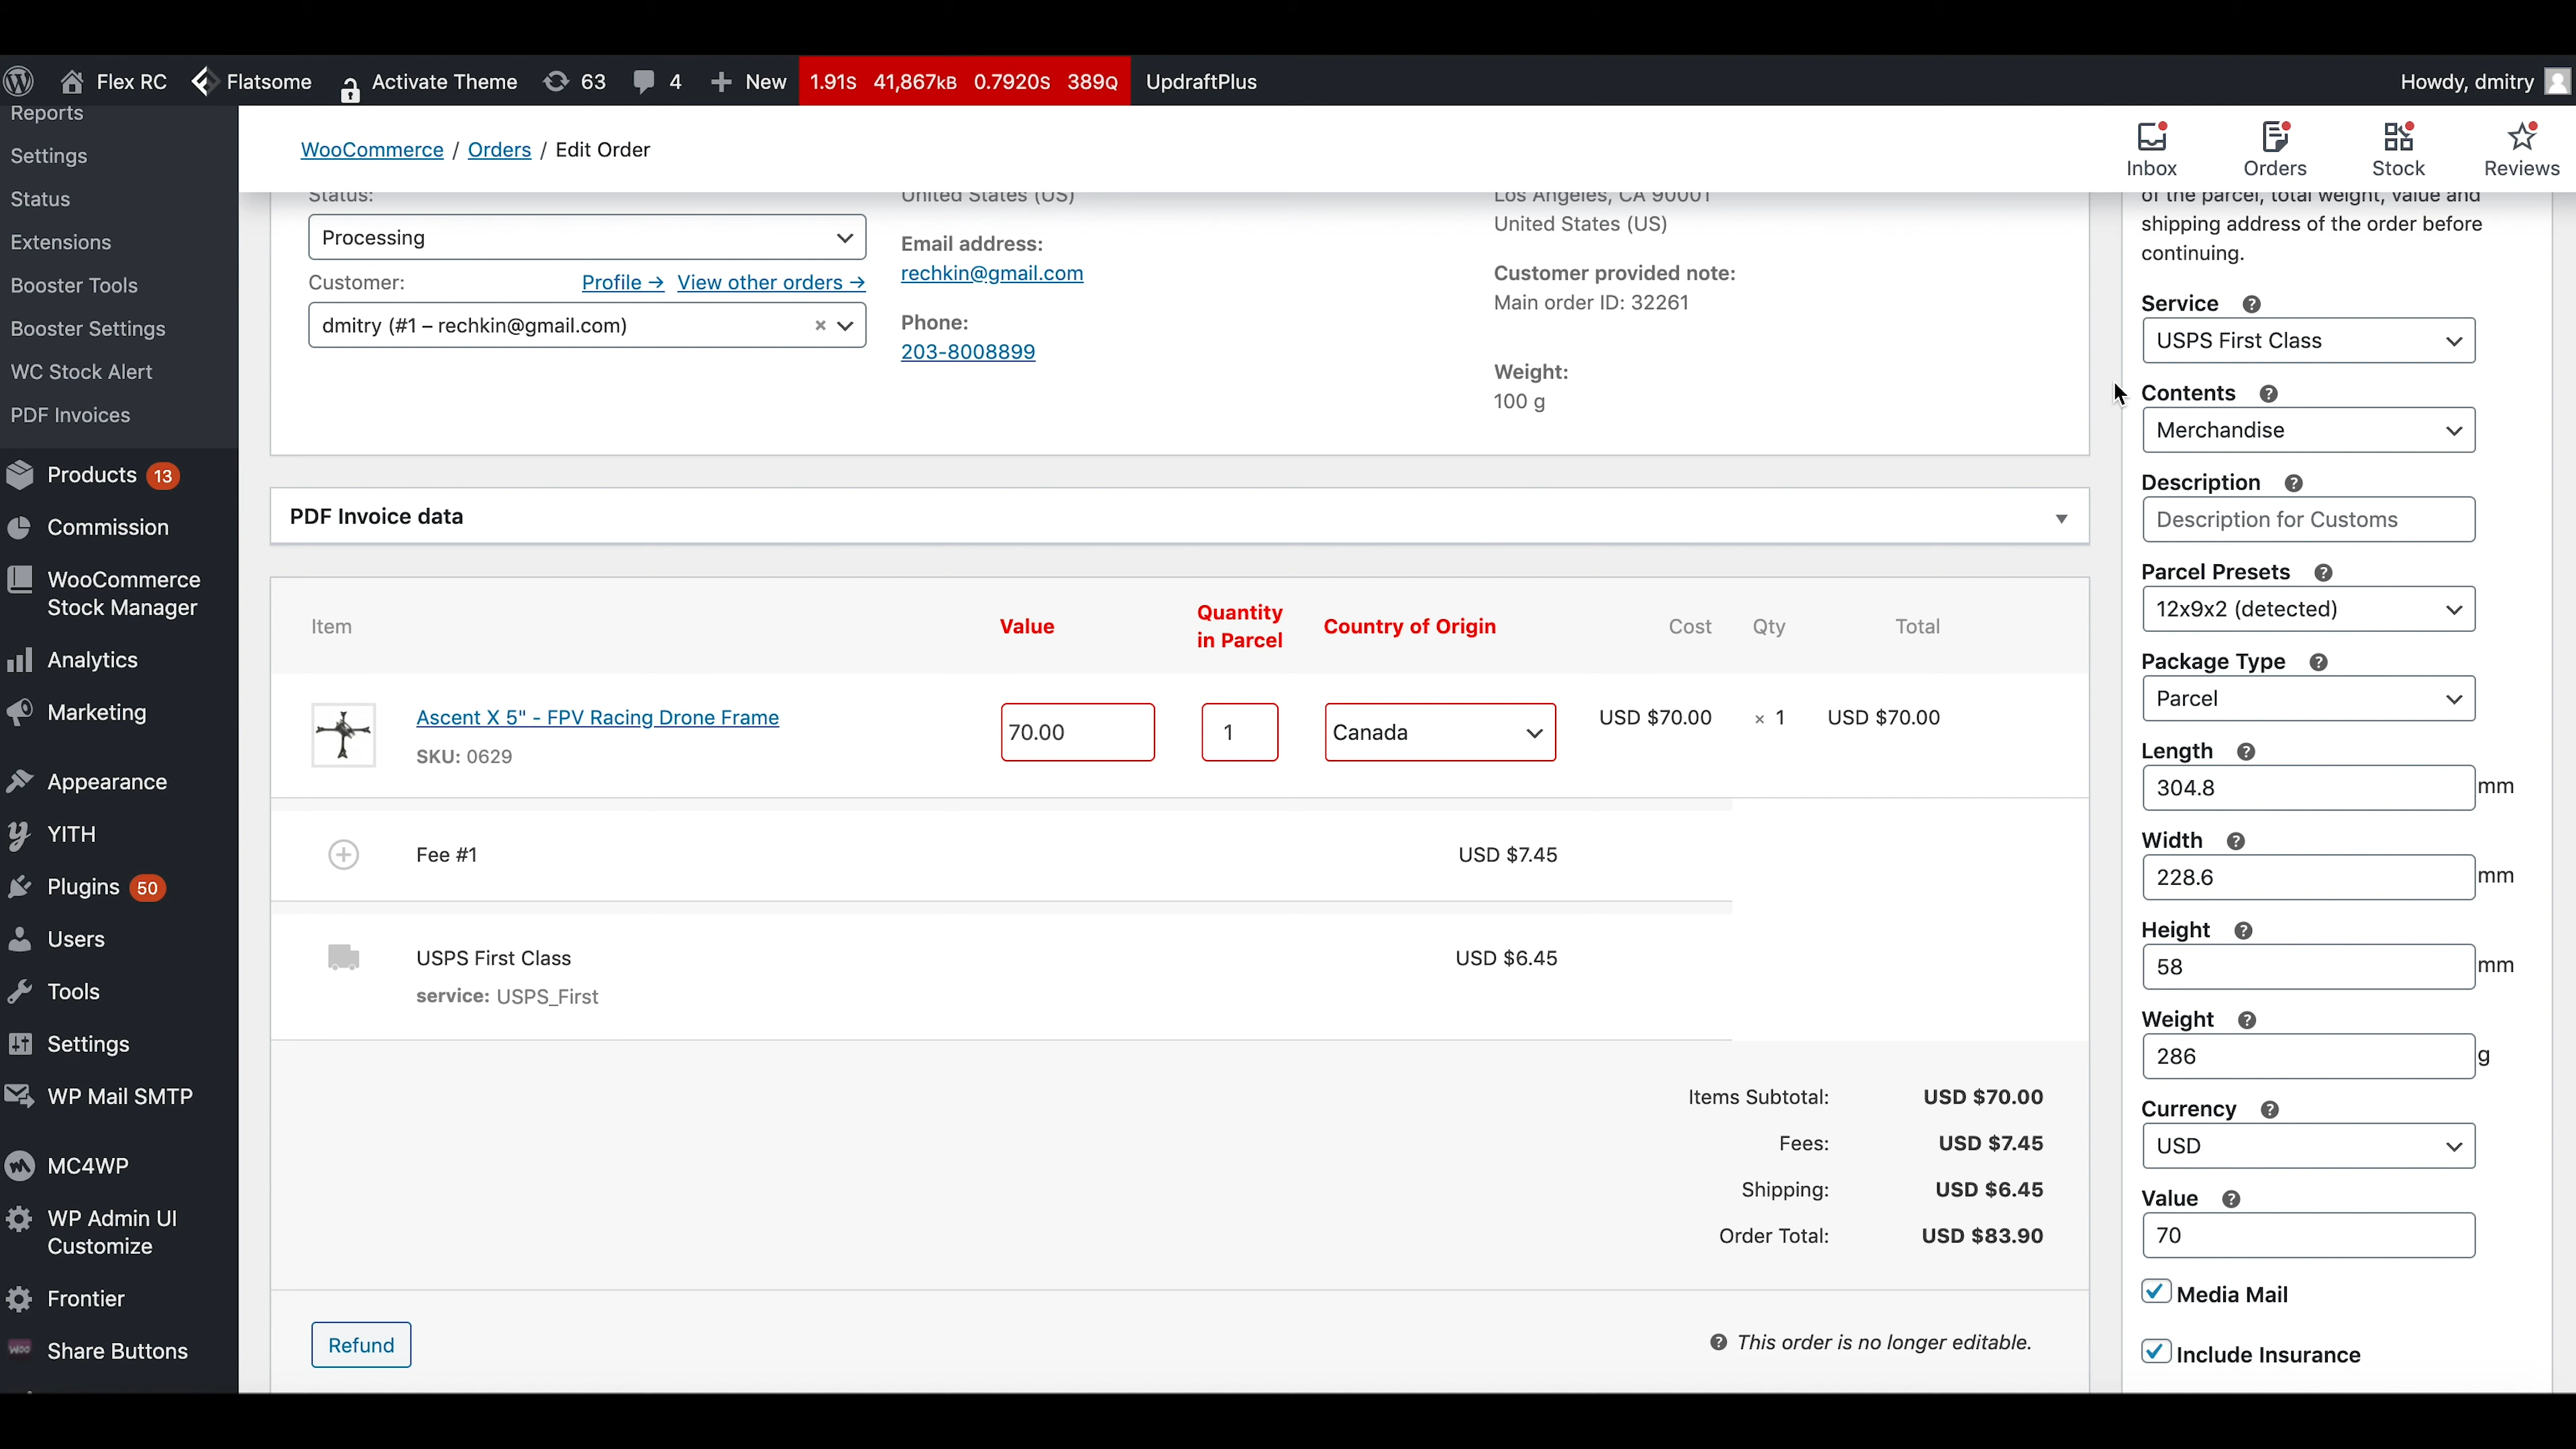 Flex RC Flatsome Activate Theme 63 4 New 1.91s 41,867KB 0.7920s 389Q UpdraftPlus Howdy, dmitry
Reports
Settings
Status
Extensions
Booster Tools
Booster Settings
WC Stock Alert
PDF Invoices
Products 13
Commission
WooCommerce
Stock Manager
Analytics
Marketing
Appearance
YITH
Plugins 50
Users
Tools
Settings
WP Mail SMTP
MC4WP
WP Admin UI
Customize
Frontier
Share Buttons
WooCommerce / Orders / Edit Order
Inbox Orders Stock Reviews
Status:
Processing
Customer: Profile → View other orders →
dmitry (#1 – rechkin@gmail.com) ×
United States (US)
Email address:
rechkin@gmail.com
Phone:
203-8008899
Los Angeles, CA 90001
United States (US)
Customer provided note:
Main order ID: 32261
Weight:
100 g
PDF Invoice data
Item Value Quantity in Parcel Country of Origin Cost Qty Total
Ascent X 5" - FPV Racing Drone Frame 70.00 1 Canada USD $70.00 × 1 USD $70.00
SKU: 0629
Fee #1 USD $7.45
USPS First Class USD $6.45
service: USPS_First
Items Subtotal: USD $70.00
Fees: USD $7.45
Shipping: USD $6.45
Order Total: USD $83.90
Refund This order is no longer editable.
of the parcel, total weight, value and
shipping address of the order before
continuing.
Service
USPS First Class
Contents
Merchandise
Description
Description for Customs
Parcel Presets
12x9x2 (detected)
Package Type
Parcel
Length
304.8 mm
Width
228.6 mm
Height
58 mm
Weight
286 g
Currency
USD
Value
70
Media Mail
Include Insurance